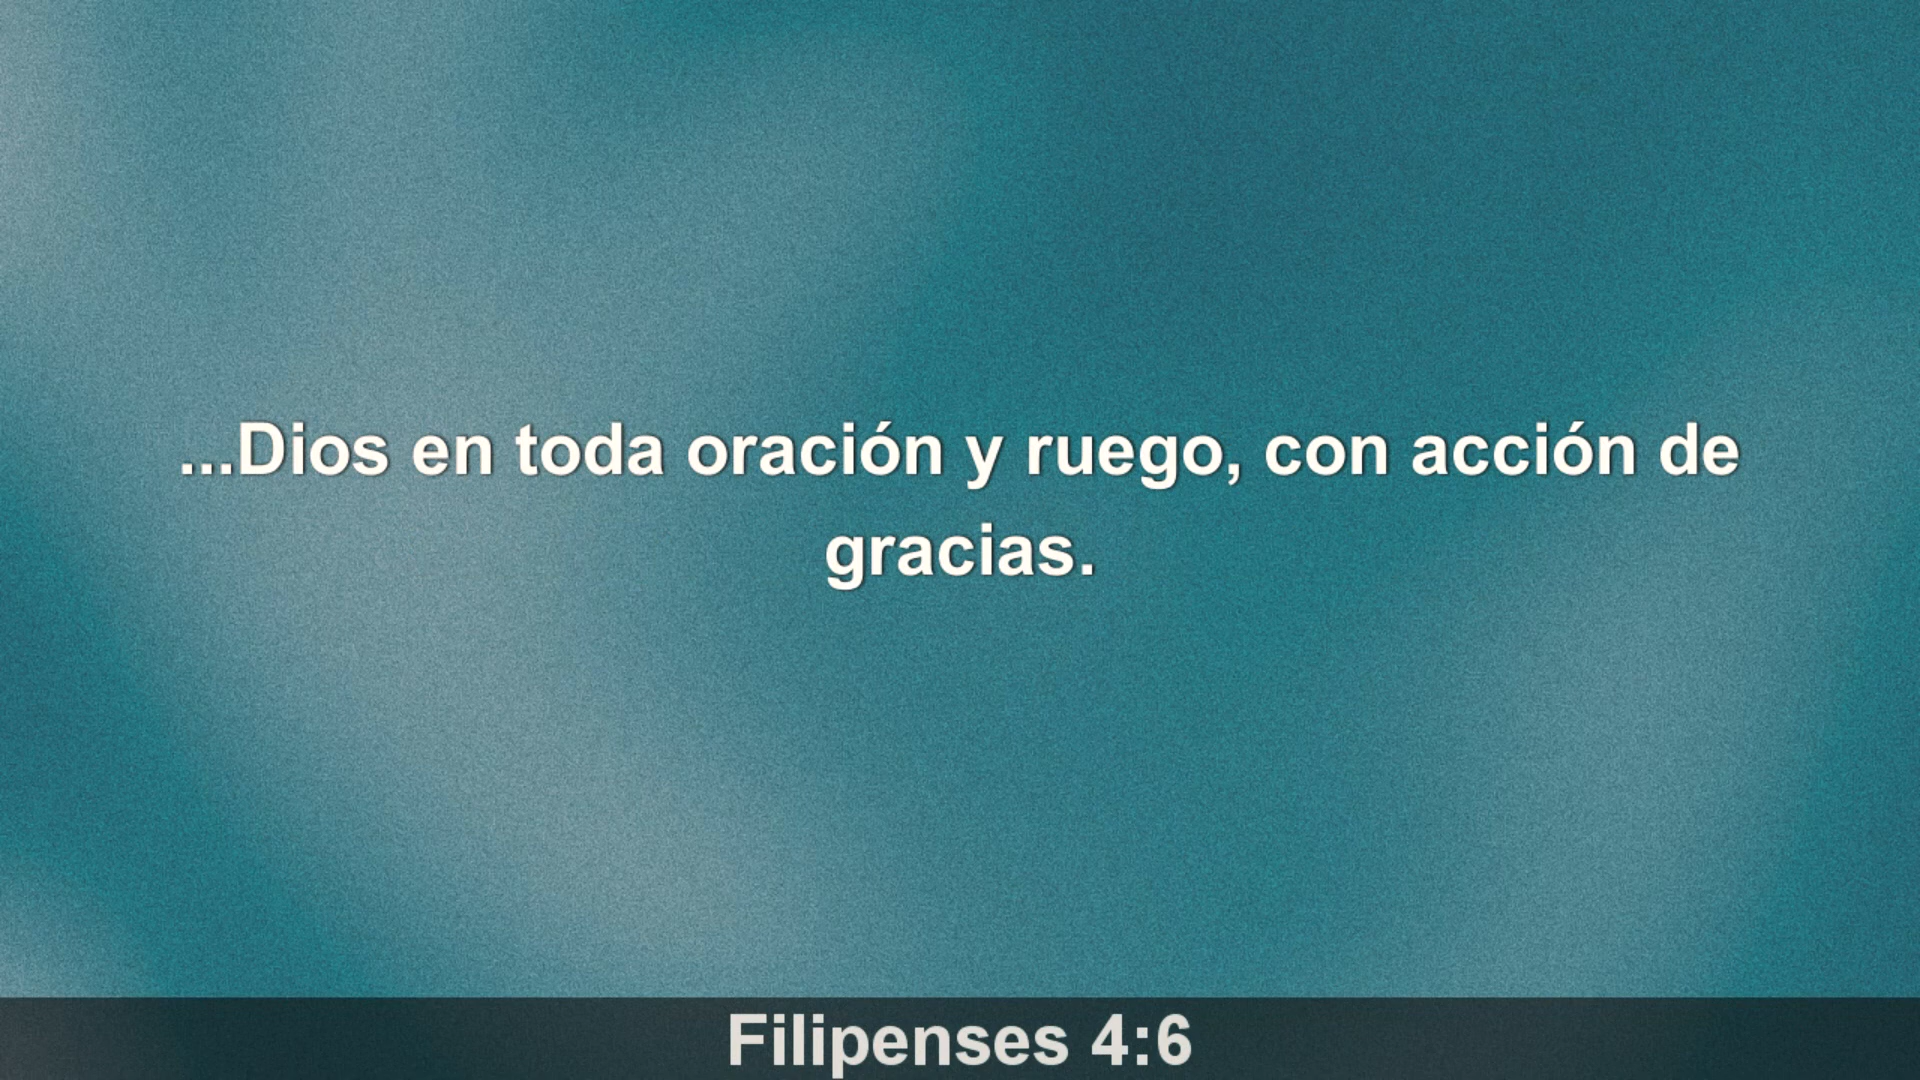 ...Dios en toda oración y ruego, con acción de
gracias.
Filipenses 4:6